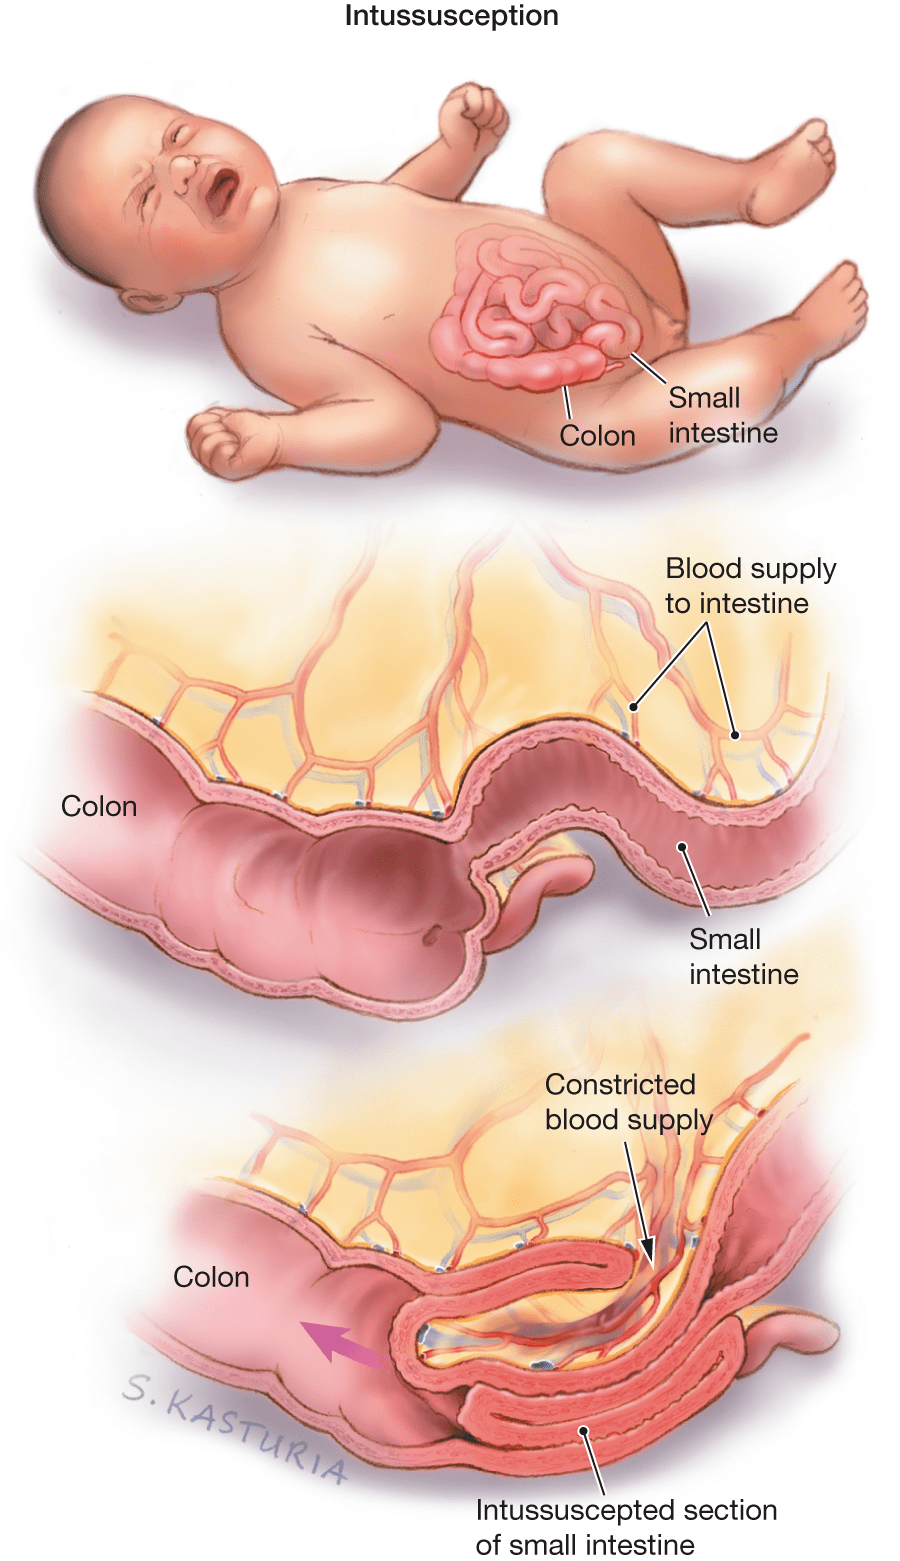 Intussusception
Small
intestine
Colon
Blood supply
to intestine
Colon
Small
intestine
Constricted
blood supply
Colon
S. KASTURIA
Intussuscepted section
of small intestine